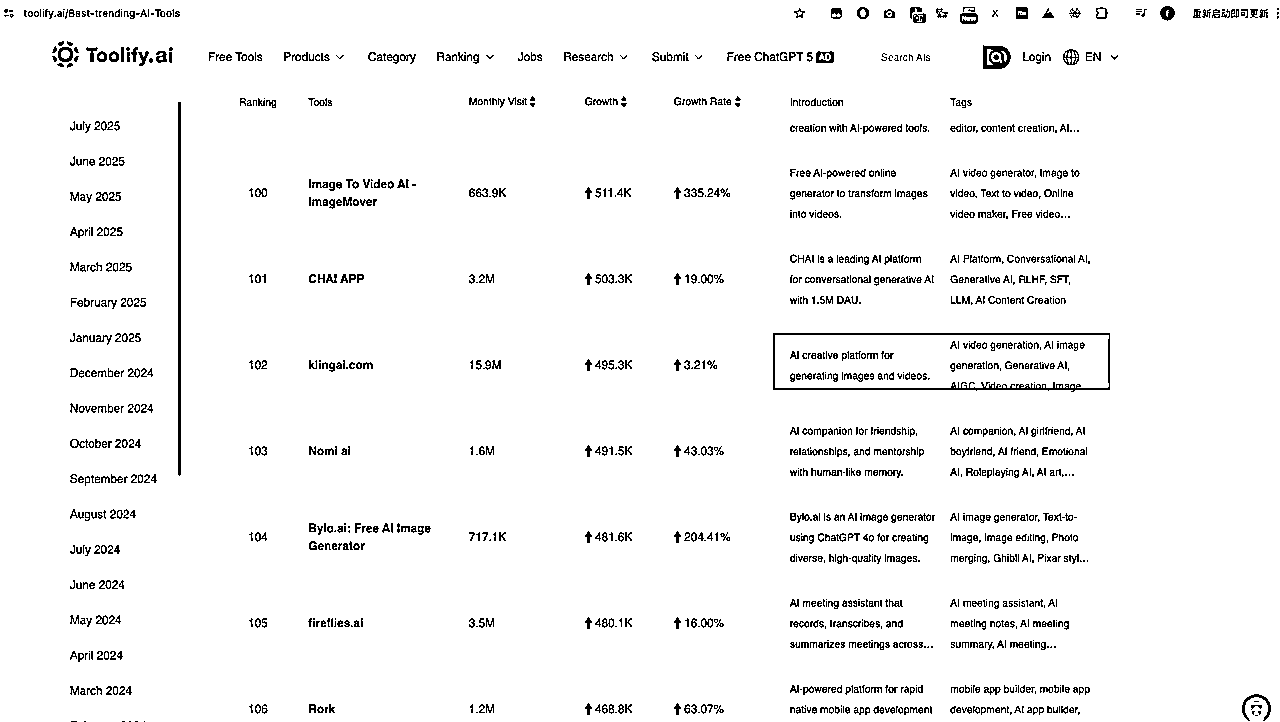 toolify.ai/Best-trending-AI-Tools
重新启动即可更新
Toolify.ai
Free Tools
Products
Category
Ranking
Jobs
Research
Submit
Free ChatGPT 5 AD
Search AIs
Login
EN
Ranking Tools Monthly Visit Growth Growth Rate Introduction Tags
July 2025
June 2025
May 2025
April 2025
March 2025
February 2025
January 2025
December 2024
November 2024
October 2024
September 2024
August 2024
July 2024
June 2024
May 2024
April 2024
March 2024
creation with AI-powered tools.
editor, content creation, AI...
100
Image To Video AI -
ImageMover
663.9K
511.4K
335.24%
Free AI-powered online
generator to transform images
into videos.
AI video generator, Image to
video, Text to video, Online
video maker, Free video...
101
CHAI APP
3.2M
503.3K
19.00%
CHAI is a leading AI platform
for conversational generative AI
with 1.5M DAU.
AI Platform, Conversational AI,
Generative AI, RLHF, SFT,
LLM, AI Content Creation
102
klingai.com
15.9M
495.3K
3.21%
AI creative platform for
generating images and videos.
AI video generation, AI image
generation, Generative AI,
AIGC, Video creation, Image
103
Nomi ai
1.6M
491.5K
43.03%
AI companion for friendship,
relationships, and mentorship
with human-like memory.
AI companion, AI girlfriend, AI
boyfriend, AI friend, Emotional
AI, Roleplaying AI, AI art,...
104
Bylo.ai: Free AI Image
Generator
717.1K
481.6K
204.41%
Bylo.ai is an AI image generator
using ChatGPT 4o for creating
diverse, high-quality images.
AI image generator, Text-to-
image, Image editing, Photo
merging, Ghibli AI, Pixar styl...
105
fireflies.ai
3.5M
480.1K
16.00%
AI meeting assistant that
records, transcribes, and
summarizes meetings across...
AI meeting assistant, AI
meeting notes, AI meeting
summary, AI meeting...
106
Rork
1.2M
468.8K
63.07%
AI-powered platform for rapid
native mobile app development
mobile app builder, mobile app
development, AI app builder,